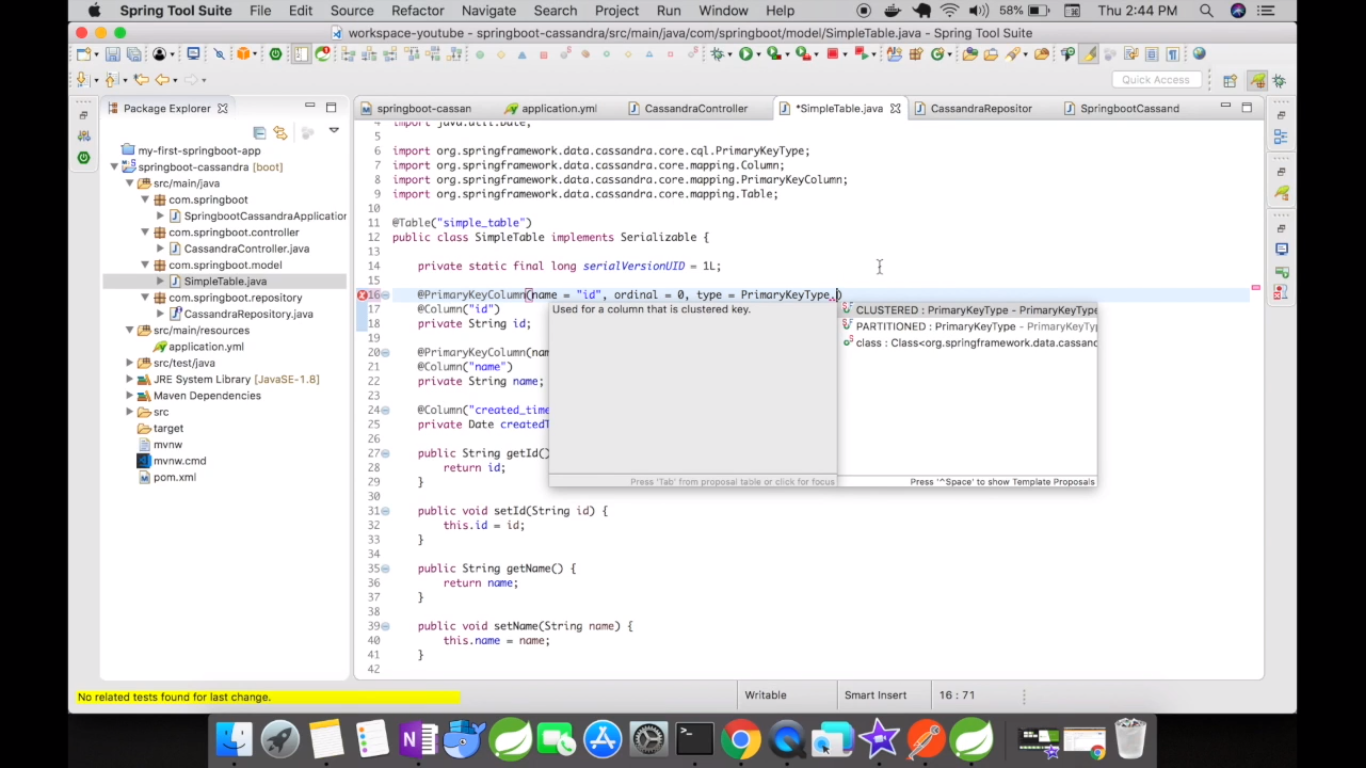 Spring Tool Suite File Edit Source Refactor Navigate Search Project Run Window Help 58% Thu 2:44 PM
workspace-youtube - springboot-cassandra/src/main/java/com/springboot/model/SimpleTable.java - Spring Tool Suite
Quick Access
Package Explorer
my-first-springboot-app
springboot-cassandra [boot]
src/main/java
com.springboot
SpringbootCassandraApplication
com.springboot.controller
CassandraController.java
com.springboot.model
SimpleTable.java
com.springboot.repository
CassandraRepository.java
src/main/resources
application.yml
src/test/java
JRE System Library [JavaSE-1.8]
Maven Dependencies
src
target
mvnw
mvnw.cmd
pom.xml
springboot-cassan application.yml CassandraController *SimpleTable.java CassandraRepositor SpringbootCassand
4 import java.util.Date;
5
6 import org.springframework.data.cassandra.core.cql.PrimaryKeyType;
7 import org.springframework.data.cassandra.core.mapping.Column;
8 import org.springframework.data.cassandra.core.mapping.PrimaryKeyColumn;
9 import org.springframework.data.cassandra.core.mapping.Table;
10
11 @Table("simple_table")
12 public class SimpleTable implements Serializable {
13
14 private static final long serialVersionUID = 1L;
15
16 @PrimaryKeyColumn(name = "id", ordinal = 0, type = PrimaryKeyType.)
17 @Column("id")
18 private String id;
19
20 @PrimaryKeyColumn(nam
21 @Column("name")
22 private String name;
23
24 @Column("created_time
25 private Date createdT
26
27 public String getId()
28 return id;
29 }
30
31 public void setId(String id) {
32 this.id = id;
33 }
34
35 public String getName() {
36 return name;
37 }
38
39 public void setName(String name) {
40 this.name = name;
41 }
42
Used for a column that is clustered key.
Press 'Tab' from proposal table or click for focus
CLUSTERED : PrimaryKeyType - PrimaryKeyType
PARTITIONED : PrimaryKeyType - PrimaryKeyTyp
class : Class<org.springframework.data.cassand
Press '^Space' to show Template Proposals
No related tests found for last change.
Writable Smart Insert 16 : 71